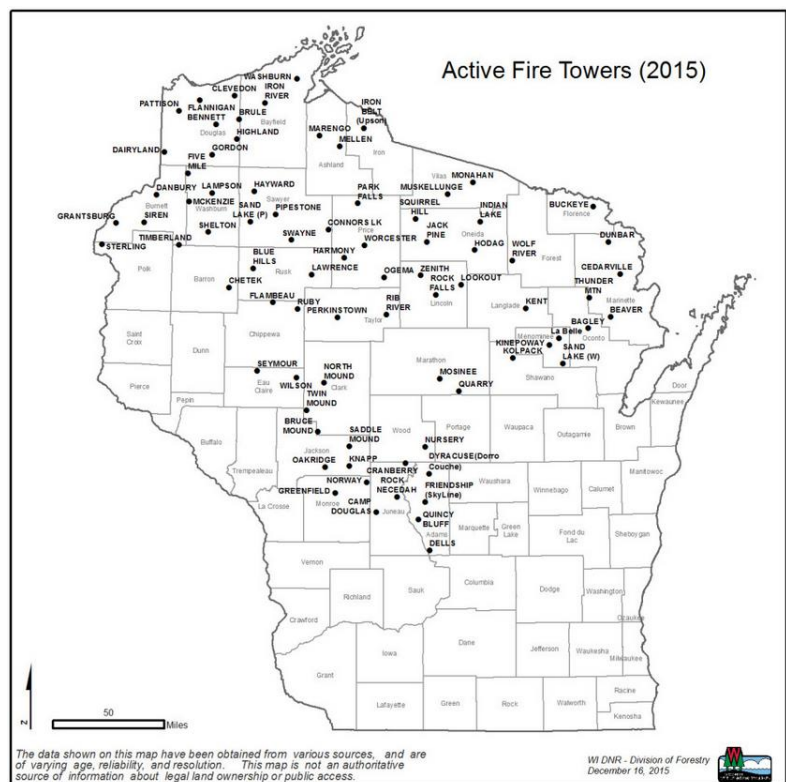 Active Fire Towers (2015)
WASHBURN
CLEVEDON
IRON
RIVER
PATTISON
FLANNIGAN
BENNETT
Douglas
BRULE
Bayfield
HIGHLAND
IRON
BELT
(Upson)
MARENGO
MELLEN
Iron
Ashland
DAIRYLAND
GORDON
FIVE
MILE
DANBURY
LAMPSON
HAYWARD
Burnett
MCKENZIE
Washburn
Sawyer
SAND
LAKE (P)
PIPESTONE
GRANTSBURG
SIREN
SHELTON
STERLING
TIMBERLAND
SWAYNE
CONNORS LK
PARK
FALLS
Price
WORCESTER
HARMONY
Vilas
MONAHAN
MUSKELLUNGE
SQUIRREL
HILL
INDIAN
LAKE
JACK
PINE
Oneida
HODAG
WOLF
RIVER
Forest
BUCKEYE
Florence
DUNBAR
CEDARVILLE
THUNDER
MTN
Marinette
BEAVER
Polk
Barron
BLUE
HILLS
Rusk
LAWRENCE
CHETEK
FLAMBEAU
RUBY
PERKINSTOWN
OGEMA
ZENITH
ROCK
FALLS
LOOKOUT
Lincoln
RIB
RIVER
Taylor
Langlade
KENT
BAGLEY
Oconto
La Belle
Menominee
KINEPOWAY
KOLPACK
SAND
LAKE (W)
Shawano
Saint
Croix
Dunn
Chippewa
Marathon
MOSINEE
QUARRY
SEYMOUR
Eau
Claire
WILSON
NORTH
MOUND
Clark
TWIN
MOUND
Pierce
Pepin
Door
Kewaunee
BRUCE
MOUND
SADDLE
MOUND
Wood
Portage
Waupaca
Outagamie
Brown
NURSERY
Buffalo
Trempealeau
Jackson
OAKRIDGE
KNAPP
DYRACUSE(Dorro
Couche)
CRANBERRY
ROCK
NORWAY
NECEDAH
FRIENDSHIP
(SkyLine)
Waushara
Winnebago
Calumet
Manitowoc
GREENFIELD
Monroe
CAMP
DOUGLAS
Juneau
La Crosse
QUINCY
BLUFF
Adams
DELLS
Marquette
Green
Lake
Fond du
Lac
Sheboygan
Vernon
Sauk
Columbia
Dodge
Washington
Ozaukee
Richland
Crawford
Dane
Jefferson
Waukesha
Milwaukee
Iowa
Grant
Lafayette
Green
Rock
Walworth
Racine
Kenosha
50
Miles
N
The data shown on this map have been obtained from various sources, and are
of varying age, reliability, and resolution. This map is not an authoritative
source of information about legal land ownership or public access.
WI DNR - Division of Forestry
December 16, 2015